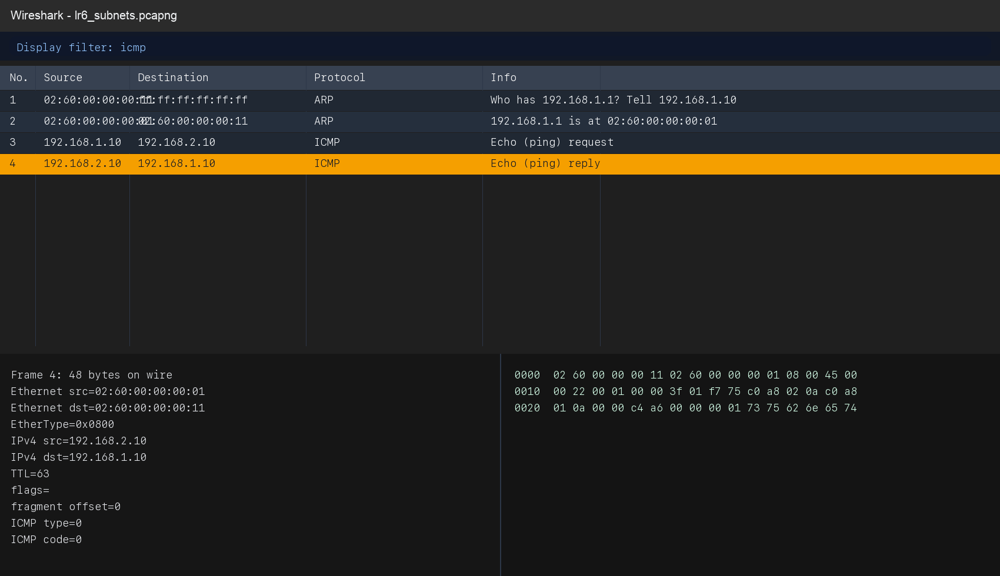 Wireshark - lr6_subnets.pcapng
Display filter: icmp
No. Source Destination Protocol Info
1 02:60:00:00:00:11 ff:ff:ff:ff:ff:ff ARP Who has 192.168.1.1? Tell 192.168.1.10
2 02:60:00:00:00:01 02:60:00:00:00:11 ARP 192.168.1.1 is at 02:60:00:00:00:01
3 192.168.1.10 192.168.2.10 ICMP Echo (ping) request
4 192.168.2.10 192.168.1.10 ICMP Echo (ping) reply
Frame 4: 48 bytes on wire
Ethernet src=02:60:00:00:00:01
Ethernet dst=02:60:00:00:00:11
EtherType=0x0800
IPv4 src=192.168.2.10
IPv4 dst=192.168.1.10
TTL=63
flags=
fragment offset=0
ICMP type=0
ICMP code=0
0000 02 60 00 00 00 11 02 60 00 00 00 01 08 00 45 00
0010 00 22 00 01 00 00 3f 01 f7 75 c0 a8 02 0a c0 a8
0020 01 0a 00 00 c4 a6 00 00 00 01 73 75 62 6e 65 74